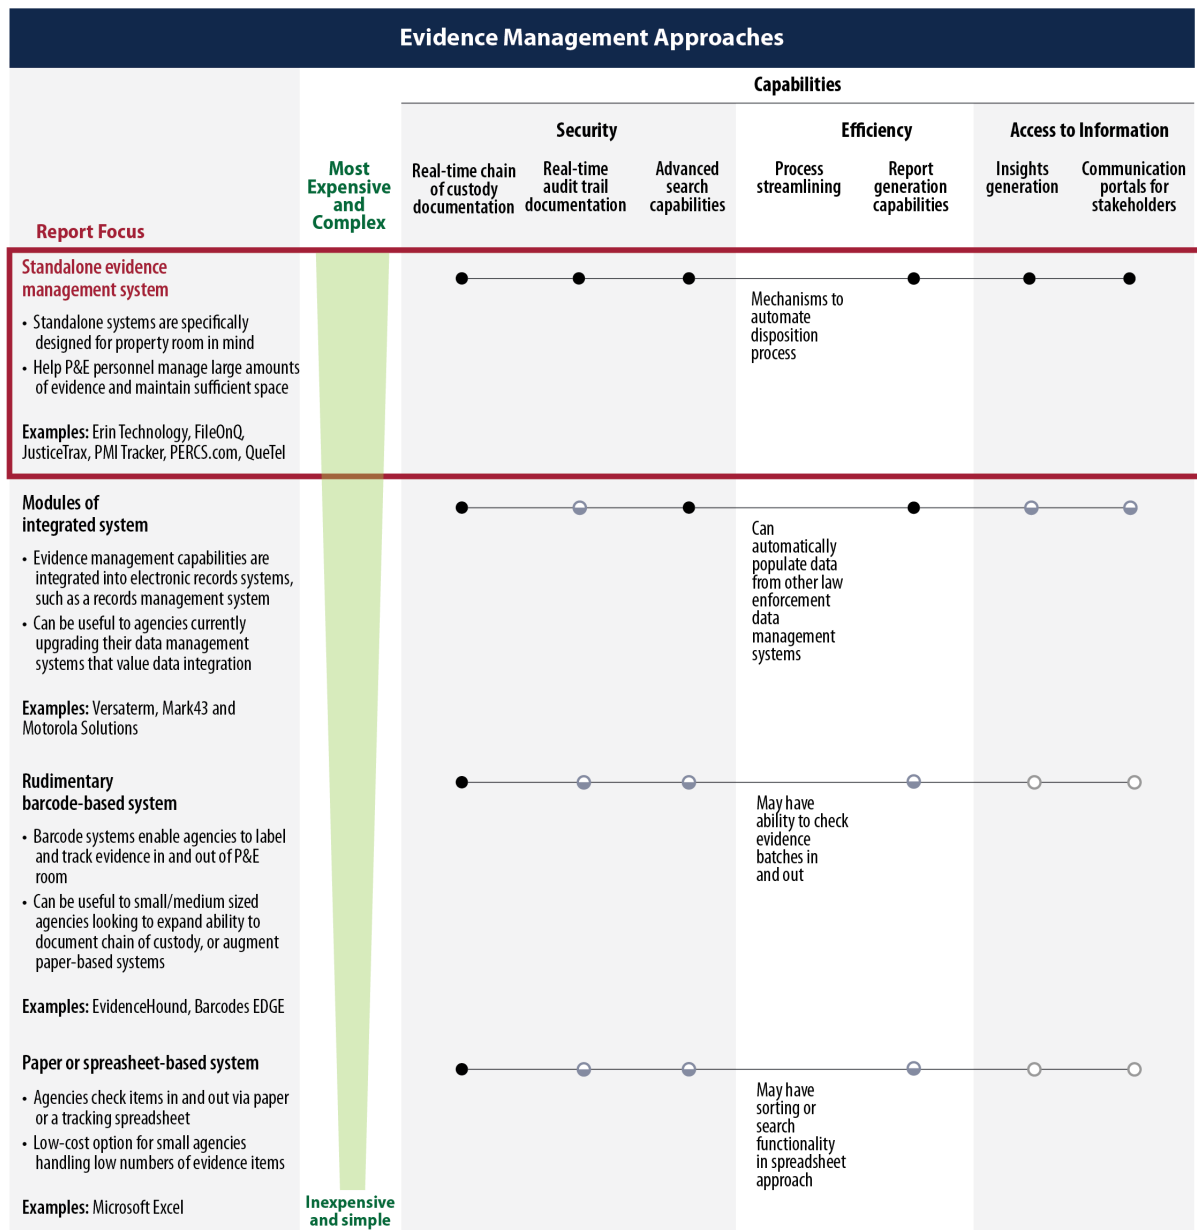 Evidence Management Approaches
Capabilities
Security
Efficiency
Access to Information
Most
Expensive
and
Complex
Real-time chain
of custody
documentation
Real-time
audit trail
documentation
Advanced
search
capabilities
Process
streamlining
Report
generation
capabilities
Insights
generation
Communication
portals for
stakeholders
Report Focus
Standalone evidence
management system
• Standalone systems are specifically
designed for property room in mind
• Help P&E personnel manage large amounts
of evidence and maintain sufficient space
Examples: Erin Technology, FileOnQ,
JusticeTrax, PMI Tracker, PERCS.com, QueTel
Mechanisms to
automate
disposition
process
Modules of
integrated system
• Evidence management capabilities are
integrated into electronic records systems,
such as a records management system
• Can be useful to agencies currently
upgrading their data management
systems that value data integration
Examples: Versaterm, Mark43 and
Motorola Solutions
Can
automatically
populate data
from other law
enforcement
data
management
systems
Rudimentary
barcode-based system
• Barcode systems enable agencies to label
and track evidence in and out of P&E
room
• Can be useful to small/medium sized
agencies looking to expand ability to
document chain of custody, or augment
paper-based systems
Examples: EvidenceHound, Barcodes EDGE
May have
ability to check
evidence
batches in
and out
Paper or spreasheet-based system
• Agencies check items in and out via paper
or a tracking spreadsheet
• Low-cost option for small agencies
handling low numbers of evidence items
Examples: Microsoft Excel
May have
sorting or
search
functionality
in spreadsheet
approach
Inexpensive
and simple